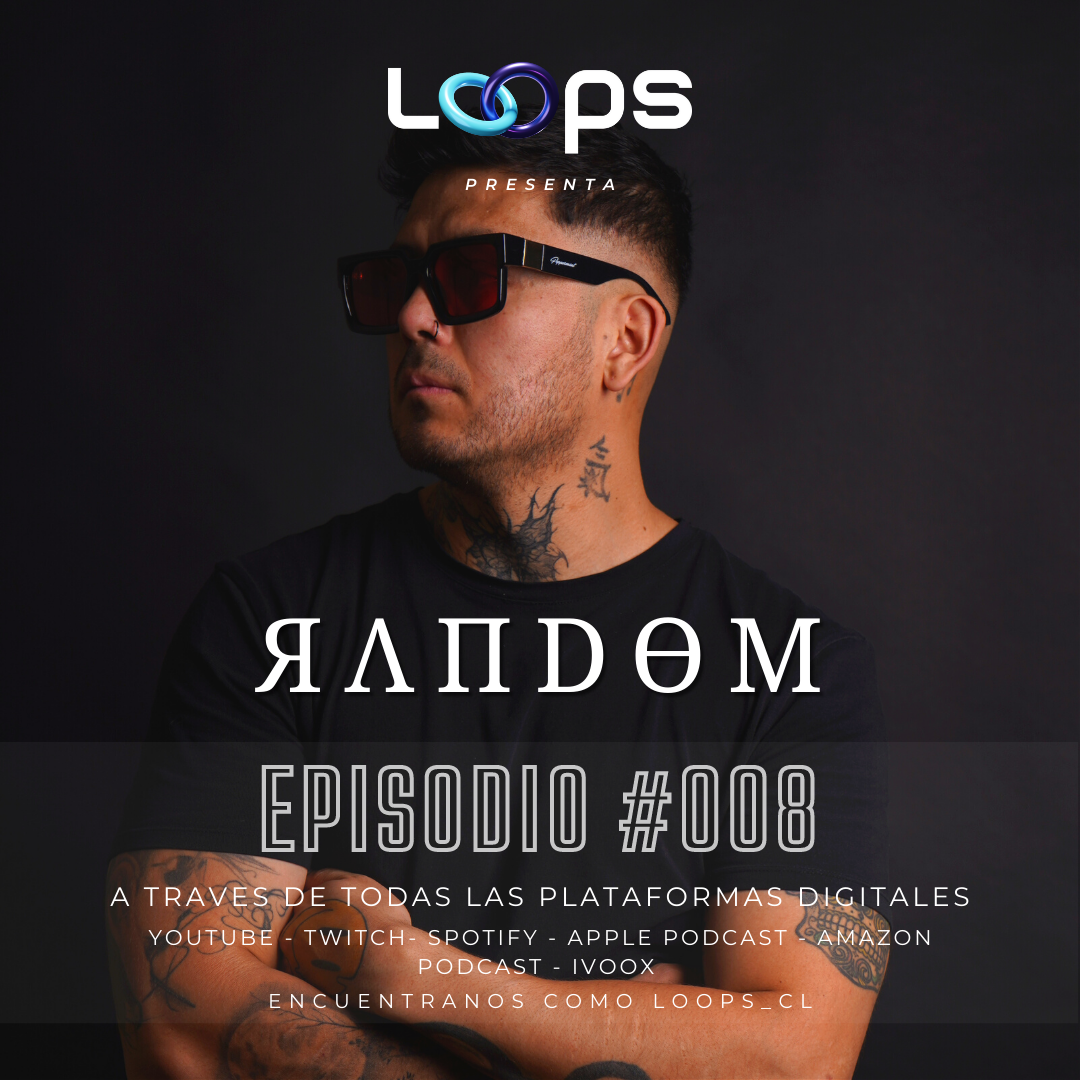 Loops
PRESENTA
ЯΛПDӨM
EPISODIO #008
A TRAVES DE TODAS LAS PLATAFORMAS DIGITALES
YOUTUBE - TWITCH- SPOTIFY - APPLE PODCAST - AMAZON
PODCAST - IVOOX
ENCUENTRANOS COMO LOOPS_CL